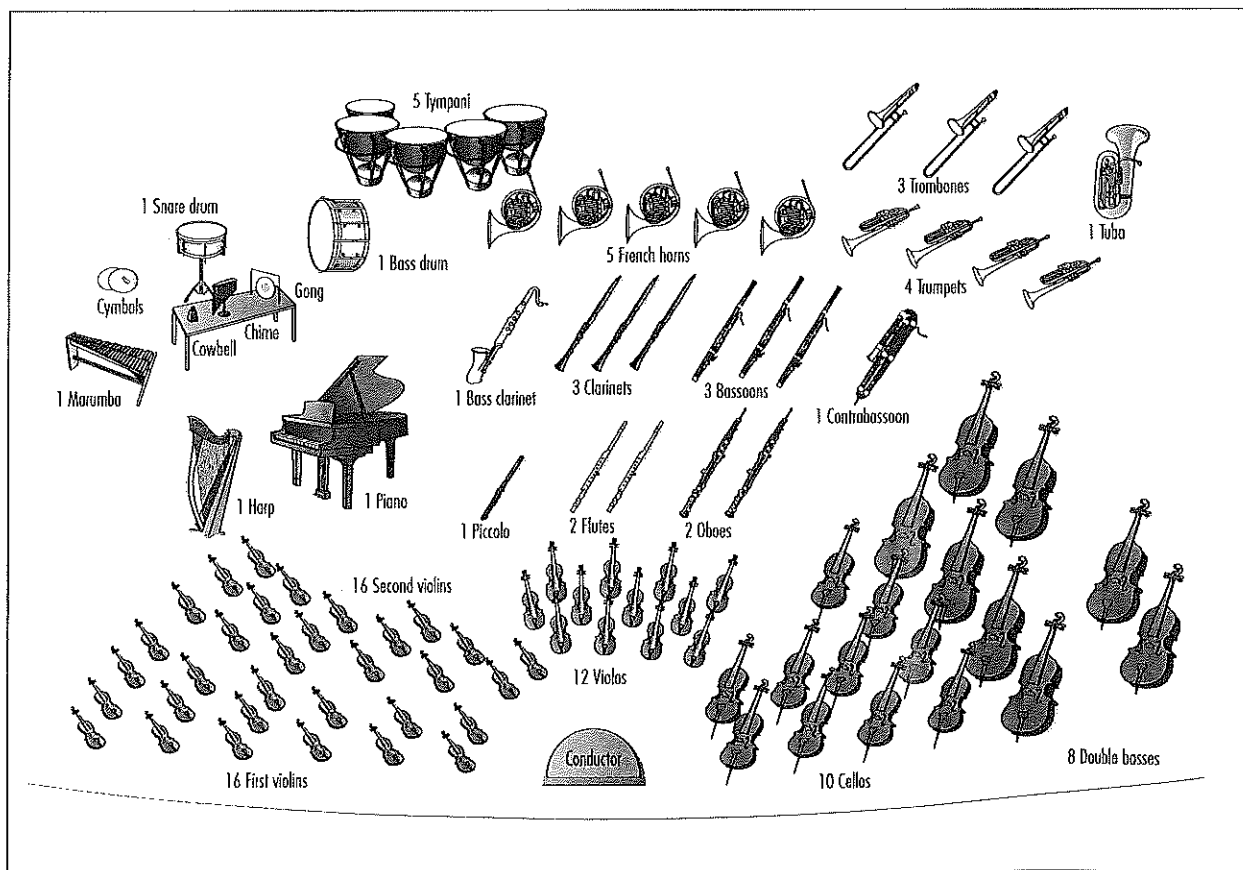 5 Tympani
3 Trombones
1 Snare drum
1 Tuba
1 Bass drum
5 French horns
4 Trumpets
Cymbals
Gong
Chime
Cowbell
1 Marumba
1 Bass clarinet
3 Clarinets
3 Bassoons
1 Contrabassoon
1 Harp
1 Piano
1 Piccolo
2 Flutes
2 Oboes
16 Second violins
12 Violas
Conductor
16 First violins
10 Cellos
8 Double basses